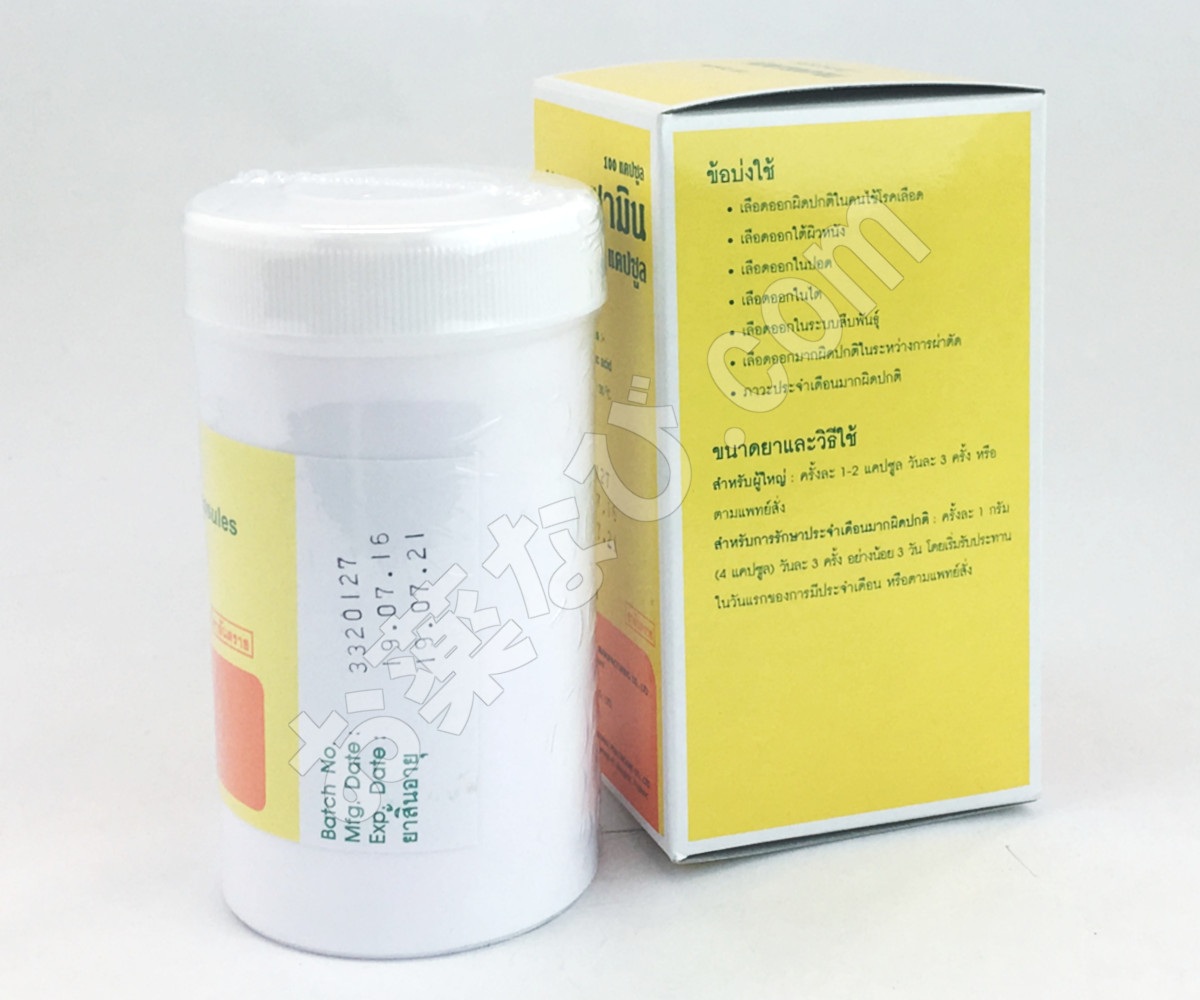 100 แคปซูล
ามิน
แคปซูล
acid
ข้อบ่งใช้
• เลือดออกผิดปกติในคนไข้โรคเลือด
• เลือดออกใต้ผิวหนัง
• เลือดออกในปอด
• เลือดออกในไต
• เลือดออกในระบบสืบพันธุ์
• เลือดออกมากผิดปกติในระหว่างการผ่าตัด
• ภาวะประจำเดือนมากผิดปกติ
ขนาดยาและวิธีใช้
สำหรับผู้ใหญ่ : ครั้งละ 1-2 แคปซูล วันละ 3 ครั้ง หรือ
ตามแพทย์สั่ง
สำหรับการรักษาประจำเดือนมากผิดปกติ : ครั้งละ 1 กรัม
(4 แคปซูล) วันละ 3 ครั้ง อย่างน้อย 3 วัน โดยเริ่มรับประทาน
ในวันแรกของการมีประจำเดือน หรือตามแพทย์สั่ง
sules
Batch No. 3320127
Mfg. Date : 19.07.16
Exp. Date : 19.07.21
ยาสิ้นอายุ
お薬なび.com